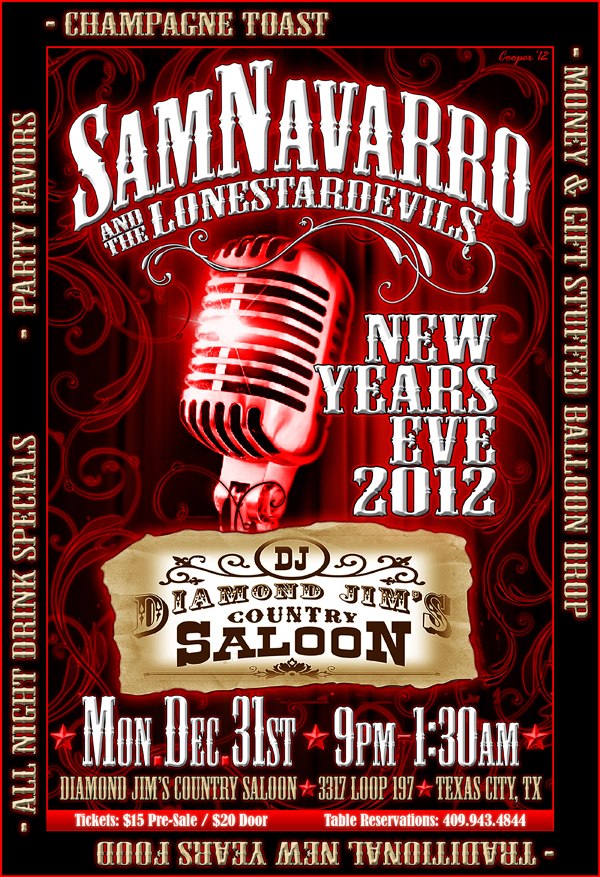 - CHAMPAGNE TOAST
Cooper '12
SAM NAVARRO
AND THE LONESTARDEVILS
NEW
YEARS
EVE
2012
DJ
DIAMOND JIM'S
COUNTRY
SALOON
MON. DEC. 31ST ★ 9PM-1:30AM
DIAMOND JIM'S COUNTRY SALOON ★ 3317 LOOP 197 ★ TEXAS CITY, TX
Tickets: $15 Pre-Sale / $20 Door
Table Reservations: 409.943.4844
- MONEY & GIFT STUFFED BALLOON DROP
- TRADITIONAL NEW YEARS FOOD
- ALL NIGHT DRINK SPECIALS
- PARTY FAVORS